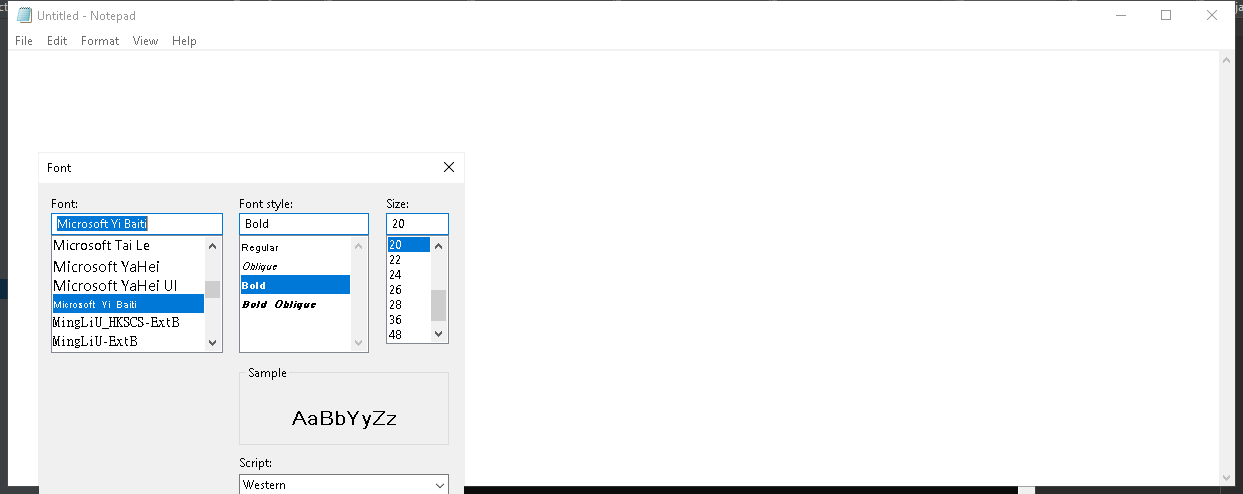 Untitled - Notepad
File Edit Format View Help
Font
Font: Font style: Size:
Microsoft Yi Baiti Bold 20
Microsoft Tai Le
Microsoft YaHei
Microsoft YaHei UI
Microsoft Yi Baiti
MingLiU_HKSCS-ExtB
MingLiU-ExtB
Regular
Oblique
Bold
Bold Oblique
20
22
24
26
28
36
48
Sample
AaBbYyZz
Script:
Western